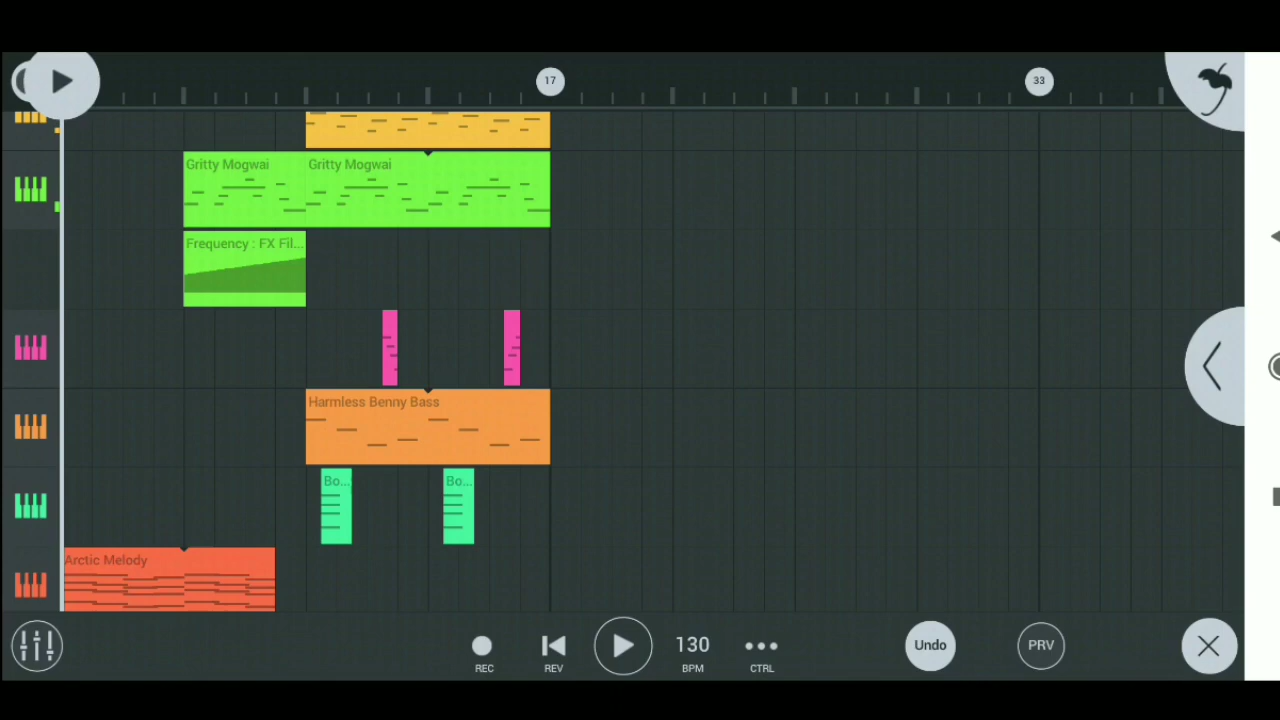 17
33
Gritty Mogwai
Gritty Mogwai
Frequency : FX Fil...
Harmless Benny Bass
Bo...
Bo...
Arctic Melody
130
Undo
PRV
REC
REV
BPM
CTRL